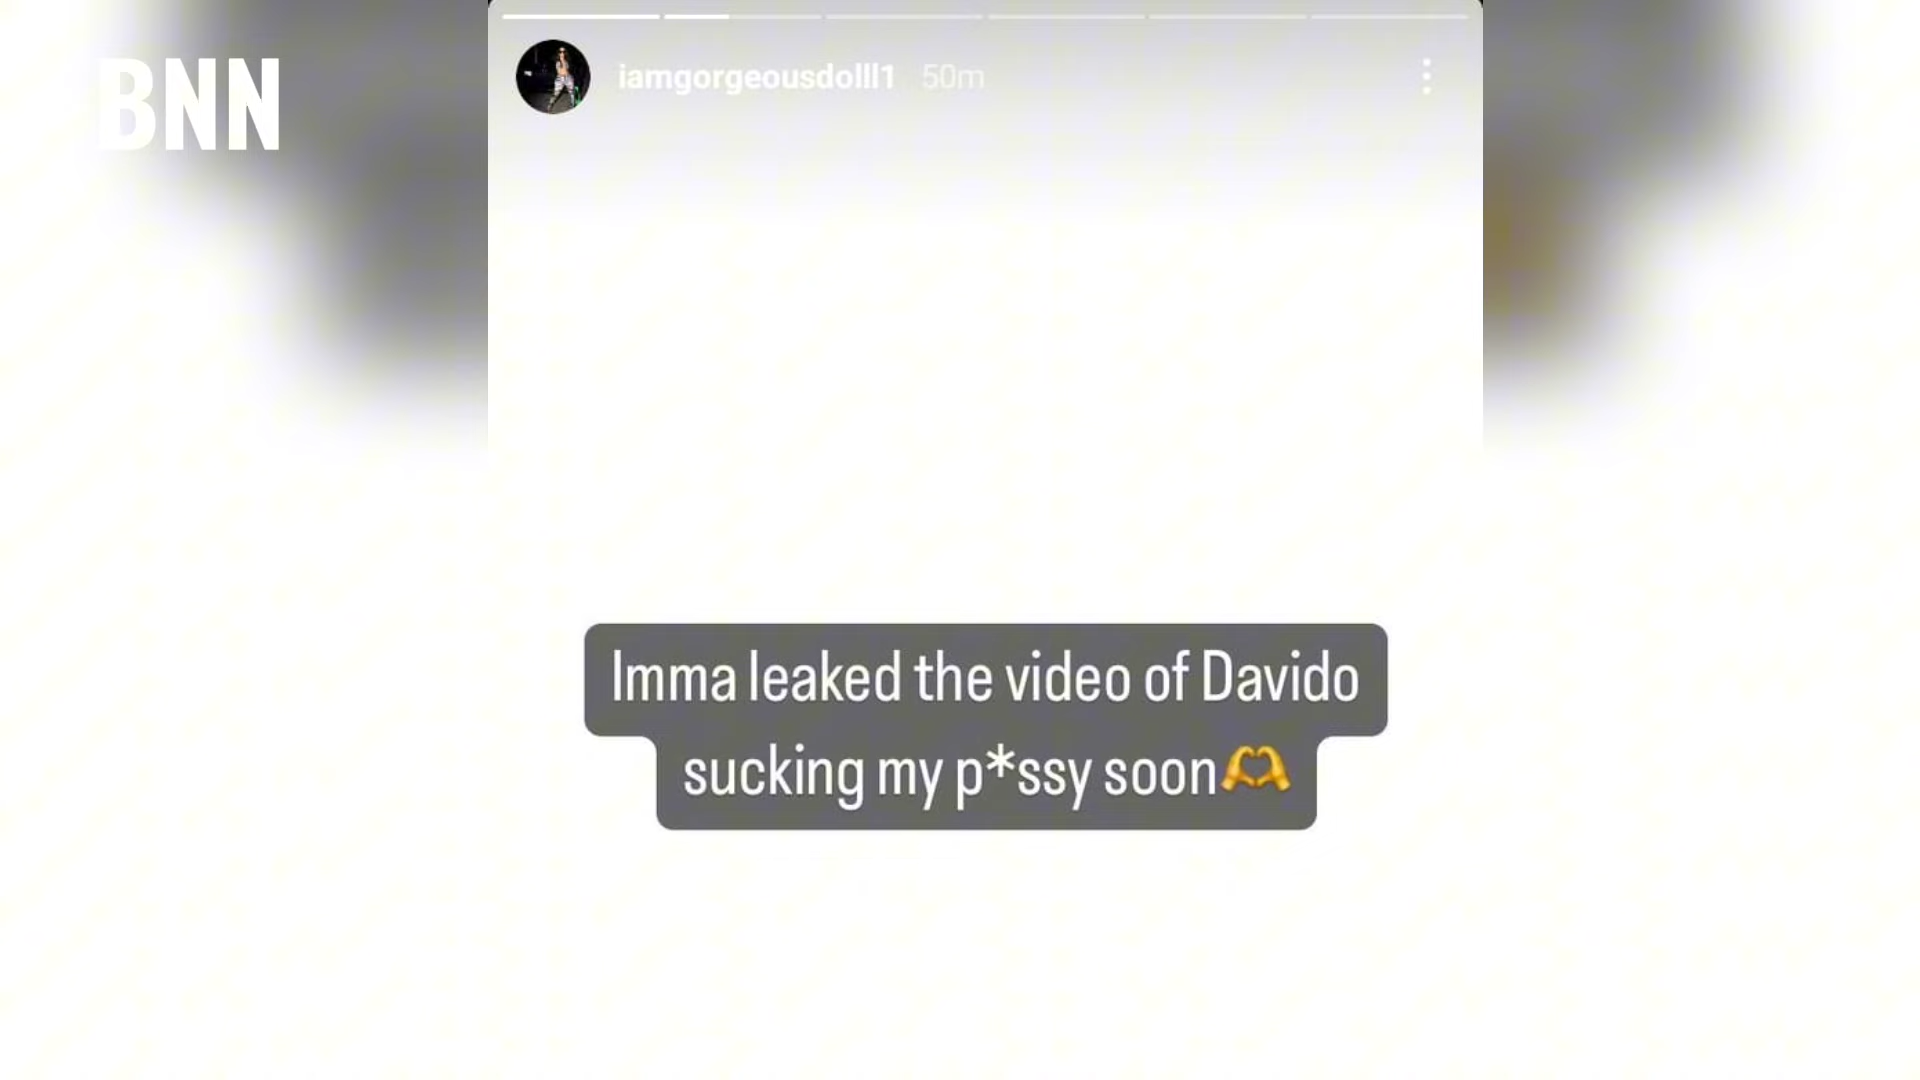 BNN
iamgorgeousdolll1 50m
Imma leaked the video of Davido
sucking my p*ssy soon🫶